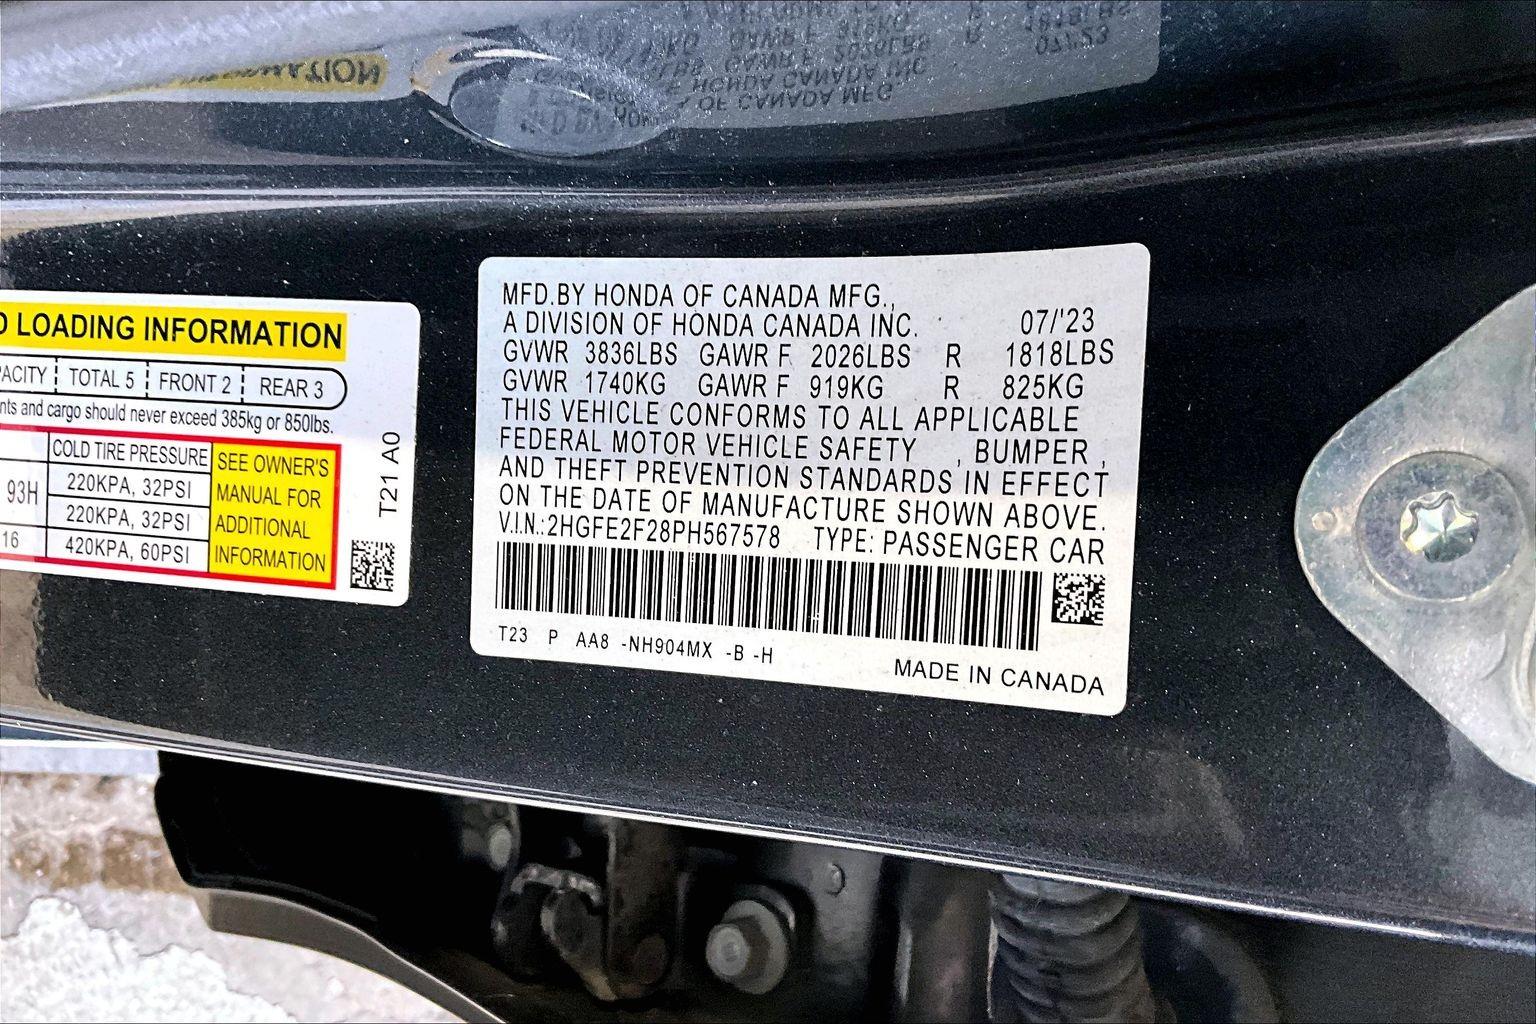 D LOADING INFORMATION
ACITY TOTAL 5 FRONT 2 REAR 3
nts and cargo should never exceed 385kg or 850lbs.
COLD TIRE PRESSURE
93H 220KPA, 32PSI
220KPA, 32PSI
16 420KPA, 60PSI
SEE OWNER'S
MANUAL FOR
ADDITIONAL
INFORMATION
T21 A0
MFD.BY HONDA OF CANADA MFG.,
A DIVISION OF HONDA CANADA INC. 07/'23
GVWR 3836LBS GAWR F 2026LBS R 1818LBS
GVWR 1740KG GAWR F 919KG R 825KG
THIS VEHICLE CONFORMS TO ALL APPLICABLE
FEDERAL MOTOR VEHICLE SAFETY , BUMPER ,
AND THEFT PREVENTION STANDARDS IN EFFECT
ON THE DATE OF MANUFACTURE SHOWN ABOVE.
V.I.N.:2HGFE2F28PH567578 TYPE: PASSENGER CAR
T23 P AA8 -NH904MX -B -H
MADE IN CANADA